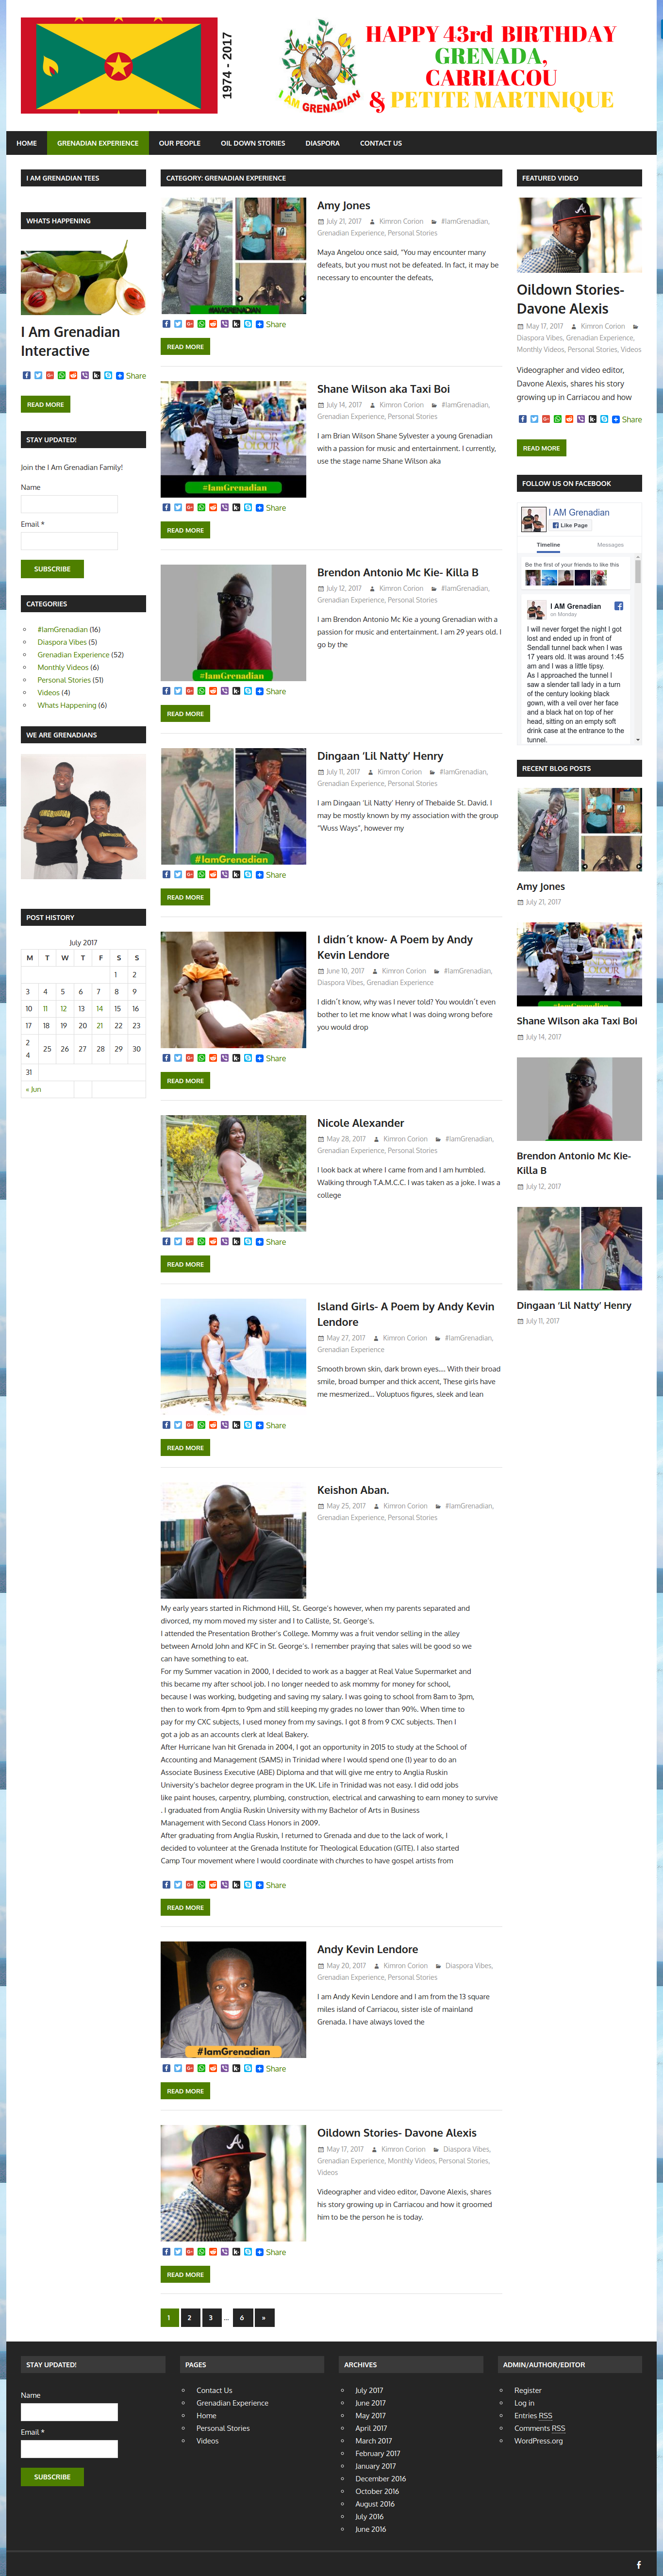 1974 - 2017
HAPPY 43rd BIRTHDAY
GRENADA,
CARRIACOU
& PETITE MARTINIQUE
I AM GRENADIAN
HOME
GRENADIAN EXPERIENCE
OUR PEOPLE
OIL DOWN STORIES
DIASPORA
CONTACT US
I AM GRENADIAN TEES
WHATS HAPPENING
I Am Grenadian
Interactive
Share
READ MORE
STAY UPDATED!
Join the I Am Grenadian Family!
Name
Email *
SUBSCRIBE
CATEGORIES
#IamGrenadian (16)
Diaspora Vibes (5)
Grenadian Experience (52)
Monthly Videos (6)
Personal Stories (51)
Videos (4)
Whats Happening (6)
WE ARE GRENADIANS
POST HISTORY
July 2017
M T W T F S S
1 2
3 4 5 6 7 8 9
10 11 12 13 14 15 16
17 18 19 20 21 22 23
24 25 26 27 28 29 30
31
« Jun
CATEGORY: GRENADIAN EXPERIENCE
#IAMGRENADIAN
Amy Jones
July 21, 2017 Kimron Corion #IamGrenadian,
Grenadian Experience, Personal Stories
Maya Angelou once said, "You may encounter many
defeats, but you must not be defeated. In fact, it may be
necessary to encounter the defeats,
Share
READ MORE
#IamGrenadian
Shane Wilson aka Taxi Boi
July 14, 2017 Kimron Corion #IamGrenadian,
Grenadian Experience, Personal Stories
I am Brian Wilson Shane Sylvester a young Grenadian
with a passion for music and entertainment. I currently,
use the stage name Shane Wilson aka
Share
READ MORE
#IamGrenadian
Brendon Antonio Mc Kie- Killa B
July 12, 2017 Kimron Corion #IamGrenadian,
Grenadian Experience, Personal Stories
I am Brendon Antonio Mc Kie a young Grenadian with a
passion for music and entertainment. I am 29 years old. I
go by the
Share
READ MORE
#IamGrenadian
Dingaan ‘Lil Natty’ Henry
July 11, 2017 Kimron Corion #IamGrenadian,
Grenadian Experience, Personal Stories
I am Dingaan ‘Lil Natty’ Henry of Thebaide St. David. I
may be mostly known by my association with the group
"Wuss Ways", however my
Share
READ MORE
I didn´t know- A Poem by Andy
Kevin Lendore
June 10, 2017 Kimron Corion #IamGrenadian,
Diaspora Vibes, Grenadian Experience
I didn´t know, why was I never told? You wouldn´t even
bother to let me know what I was doing wrong before
you would drop
Share
READ MORE
Nicole Alexander
May 28, 2017 Kimron Corion #IamGrenadian,
Grenadian Experience, Personal Stories
I look back at where I came from and I am humbled.
Walking through T.A.M.C.C. I was taken as a joke. I was a
college
Share
READ MORE
Island Girls- A Poem by Andy Kevin
Lendore
May 27, 2017 Kimron Corion #IamGrenadian,
Grenadian Experience
Smooth brown skin, dark brown eyes.... With their broad
smile, broad bumper and thick accent, These girls have
me mesmerized... Voluptuos figures, sleek and lean
Share
READ MORE
Keishon Aban.
May 25, 2017 Kimron Corion #IamGrenadian,
Grenadian Experience, Personal Stories
My early years started in Richmond Hill, St. George's however, when my parents separated and
divorced, my mom moved my sister and I to Calliste, St. George's.
I attended the Presentation Brother's College. Mommy was a fruit vendor selling in the alley
between Arnold John and KFC in St. George's. I remember praying that sales will be good so we
can have something to eat.
For my Summer vacation in 2000, I decided to work as a bagger at Real Value Supermarket and
this became my after school job. I no longer needed to ask mommy for money for school,
because I was working, budgeting and saving my salary. I was going to school from 8am to 3pm,
then to work from 4pm to 9pm and still keeping my grades no lower than 90%. When time to
pay for my CXC subjects, I used money from my savings. I got 8 from 9 CXC subjects. Then I
got a job as an accounts clerk at Ideal Bakery.
After Hurricane Ivan hit Grenada in 2004, I got an opportunity in 2015 to study at the School of
Accounting and Management (SAMS) in Trinidad where I would spend one (1) year to do an
Associate Business Executive (ABE) Diploma and that will give me entry to Anglia Ruskin
University's bachelor degree program in the UK. Life in Trinidad was not easy. I did odd jobs
like paint houses, carpentry, plumbing, construction, electrical and carwashing to earn money to survive
. I graduated from Anglia Ruskin University with my Bachelor of Arts in Business
Management with Second Class Honors in 2009.
After graduating from Anglia Ruskin, I returned to Grenada and due to the lack of work, I
decided to volunteer at the Grenada Institute for Theological Education (GITE). I also started
Camp Tour movement where I would coordinate with churches to have gospel artists from
Share
READ MORE
#IamGrenadian
Andy Kevin Lendore
May 20, 2017 Kimron Corion Diaspora Vibes,
Grenadian Experience, Personal Stories
I am Andy Kevin Lendore and I am from the 13 square
miles island of Carriacou, sister isle of mainland
Grenada. I have always loved the
Share
READ MORE
Oildown Stories- Davone Alexis
May 17, 2017 Kimron Corion Diaspora Vibes,
Grenadian Experience, Monthly Videos, Personal Stories,
Videos
Videographer and video editor, Davone Alexis, shares
his story growing up in Carriacou and how it groomed
him to be the person he is today.
Share
READ MORE
1 2 3 … 6 »
FEATURED VIDEO
Oildown Stories-
Davone Alexis
May 17, 2017 Kimron Corion
Diaspora Vibes, Grenadian Experience,
Monthly Videos, Personal Stories, Videos
Videographer and video editor,
Davone Alexis, shares his story
growing up in Carriacou and how
Share
READ MORE
FOLLOW US ON FACEBOOK
I AM Grenadian
Like Page
Timeline
Messages
Be the first of your friends to like this
I AM Grenadian
on Monday
I will never forget the night I got
lost and ended up in front of
Sendall tunnel back when I was
17 years old. It was around 1:45
am and I was a little tipsy.
As I approached the tunnel I
saw a slender tall lady in a turn
of the century looking black
gown, with a veil over her face
and a black hat on top of her
head, sitting on an empty soft
drink case at the entrance to the
tunnel.
RECENT BLOG POSTS
Amy Jones
July 21, 2017
Shane Wilson aka Taxi Boi
July 14, 2017
Brendon Antonio Mc Kie-
Killa B
July 12, 2017
Dingaan ‘Lil Natty’ Henry
July 11, 2017
STAY UPDATED!
Name
Email *
SUBSCRIBE
PAGES
Contact Us
Grenadian Experience
Home
Personal Stories
Videos
ARCHIVES
July 2017
June 2017
May 2017
April 2017
March 2017
February 2017
January 2017
December 2016
October 2016
August 2016
July 2016
June 2016
ADMIN/AUTHOR/EDITOR
Register
Log in
Entries RSS
Comments RSS
WordPress.org